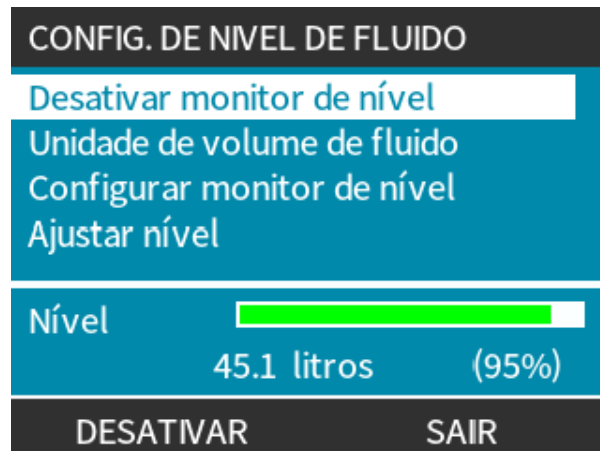 CONFIG. DE NIVEL DE FLUIDO
Desativar monitor de nível
Unidade de volume de fluido
Configurar monitor de nível
Ajustar nível
Nível
45.1 litros (95%)
DESATIVAR SAIR